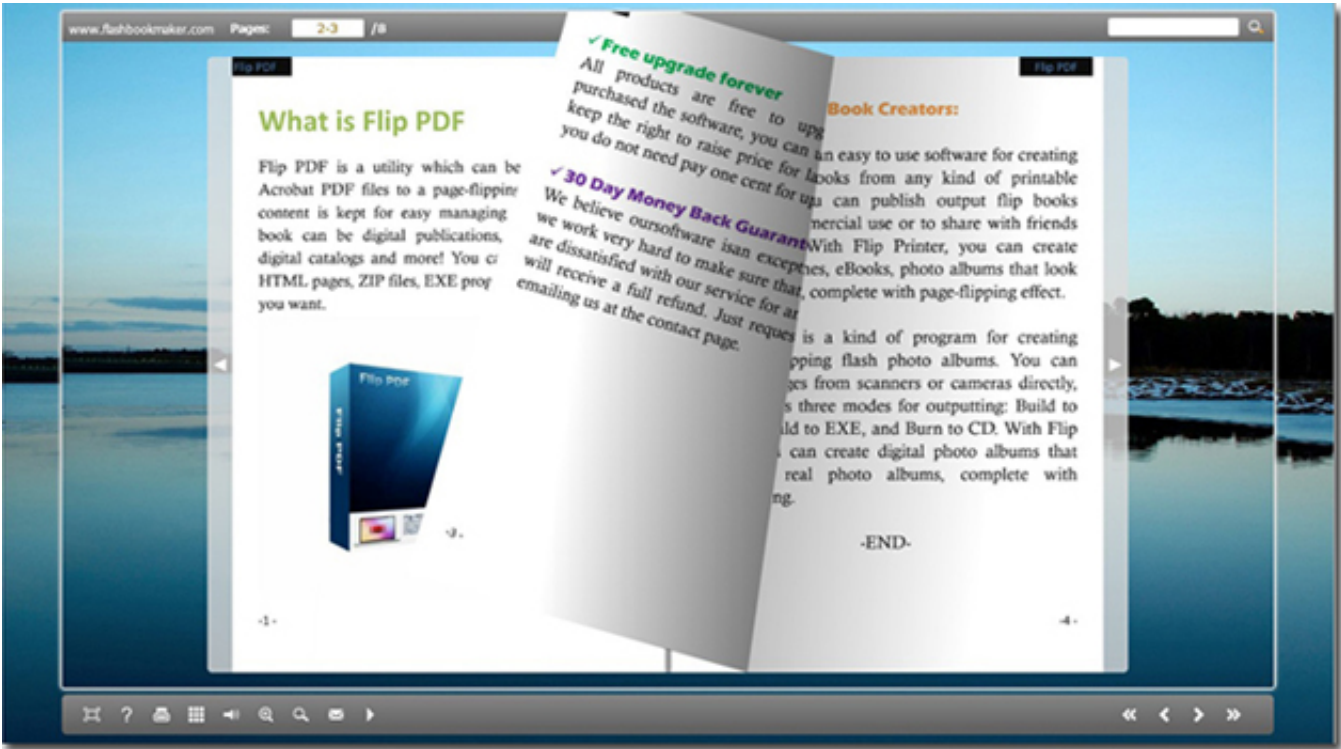 www.flashbookmaker.com Pages: 2-3 /8
Flip PDF
What is Flip PDF
Flip PDF is a utility which can be
Acrobat PDF files to a page-flippin
content is kept for easy managing
book can be digital publications,
digital catalogs and more! You c
HTML pages, ZIP files, EXE prog
you want.
Flip PDF
Flip PDF
-1-
✓Free upgrade forever
All products are free to upg
purchased the software, you can
keep the right to raise price for la
you do not need pay one cent for up
✓30 Day Money Back Guarant
We believe oursoftware isan except
we work very hard to make sure that
are dissatisfied with our service for an
will receive a full refund. Just reques
emailing us at the contact page.
-3-
Flip PDF
Book Creators:
an easy to use software for creating
books from any kind of printable
u can publish output flip books
mercial use or to share with friends
With Flip Printer, you can create
nes, eBooks, photo albums that look
, complete with page-flipping effect.
is a kind of program for creating
pping flash photo albums. You can
ges from scanners or cameras directly,
s three modes for outputting: Build to
ild to EXE, and Burn to CD. With Flip
can create digital photo albums that
real photo albums, complete with
ng.
-END-
-4-